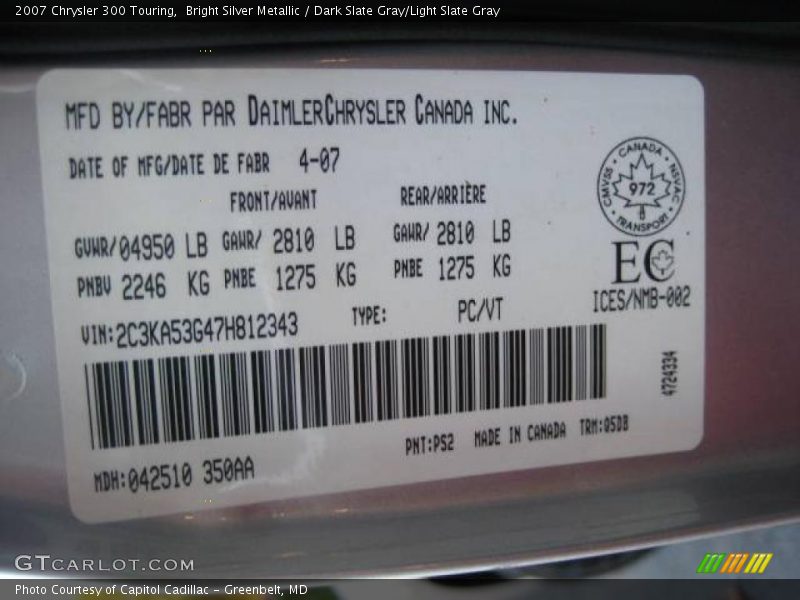 2007 Chrysler 300 Touring, Bright Silver Metallic / Dark Slate Gray/Light Slate Gray
MFD BY/FABR PAR DAIMLERCHRYSLER CANADA INC.
DATE OF MFG/DATE DE FABR 4-07
FRONT/AVANT REAR/ARRIÈRE
GVWR/04950 LB GAWR/ 2810 LB GAWR/ 2810 LB
PNBV 2246 KG PNBE 1275 KG PNBE 1275 KG
CANADA
CMVSS 972 NSVAC
TRANSPORT
EC
ICES/NMB-002
VIN:2C3KA53G47H812343 TYPE: PC/VT
4724334
PNT:PS2 MADE IN CANADA TRM:05DB
MDH:042510 350AA
GTCARLOT.COM
Photo Courtesy of Capitol Cadillac - Greenbelt, MD